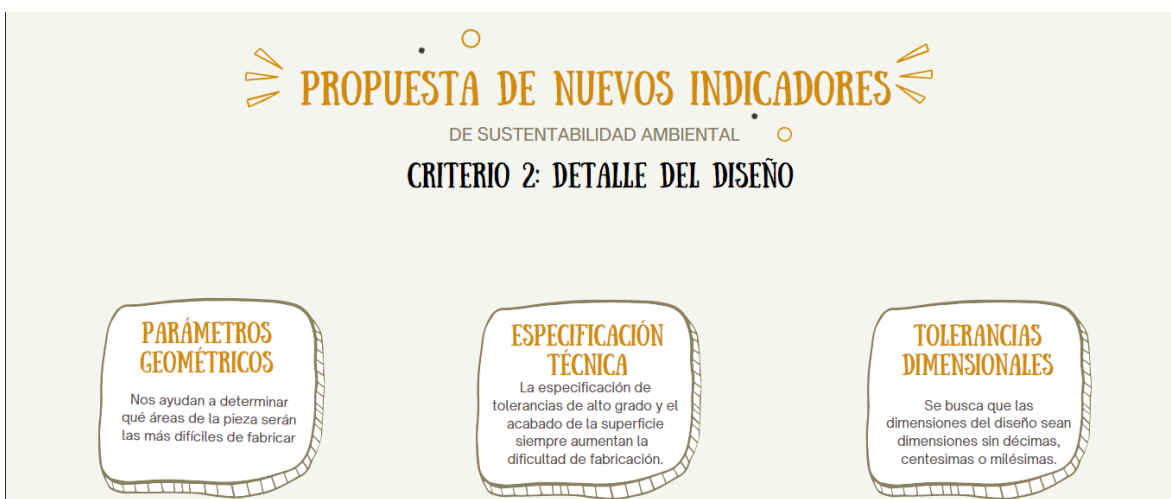 PROPUESTA DE NUEVOS INDICADORES
DE SUSTENTABILIDAD AMBIENTAL
CRITERIO 2: DETALLE DEL DISEÑO
PARÁMETROS
GEOMÉTRICOS
Nos ayudan a determinar
qué áreas de la pieza serán
las más difíciles de fabricar
ESPECIFICACIÓN
TÉCNICA
La especificación de
tolerancias de alto grado y el
acabado de la superficie
siempre aumentan la
dificultad de fabricación.
TOLERANCIAS
DIMENSIONALES
Se busca que las
dimensiones del diseño sean
dimensiones sin décimas,
centesimas o milésimas.